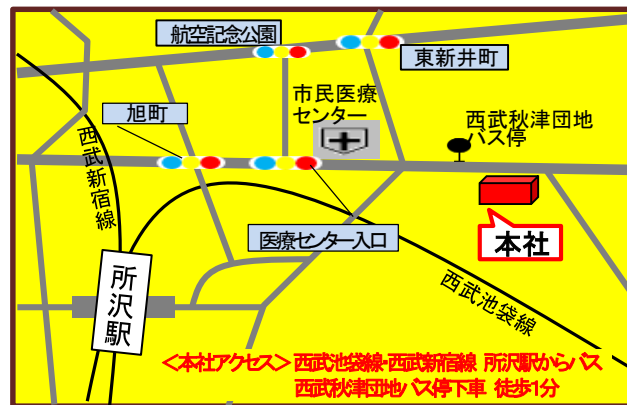 航空記念公園
東新井町
市民医療
センター
旭町
西武秋津団地
バス停
西武新宿線
医療センター入口
本社
所沢駅
西武池袋線
＜本社アクセス＞ 西武池袋線・西武新宿線 所沢駅からバス
西武秋津団地バス停下車 徒歩1分